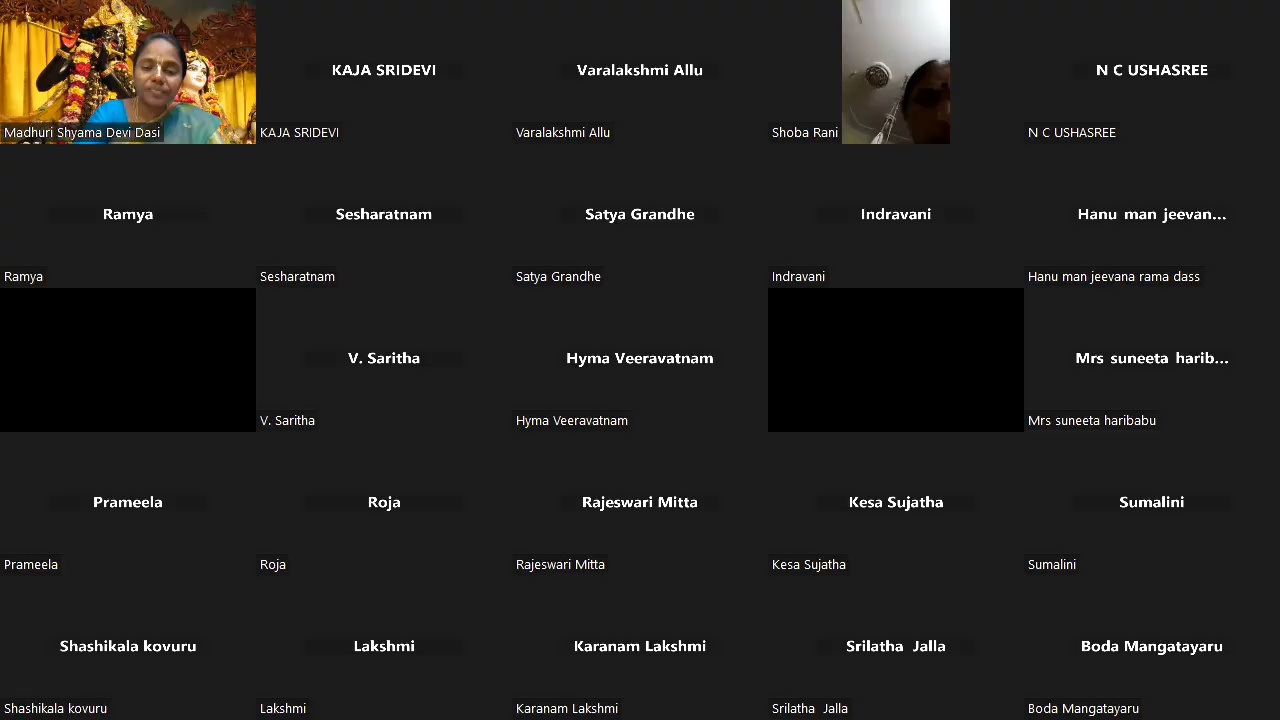 Madhuri Shyama Devi Dasi
KAJA SRIDEVI
KAJA SRIDEVI
Varalakshmi Allu
Varalakshmi Allu
Shoba Rani
N C USHASREE
N C USHASREE
Ramya
Ramya
Sesharatnam
Sesharatnam
Satya Grandhe
Satya Grandhe
Indravani
Indravani
Hanu man jeevan...
Hanu man jeevana rama dass
V. Saritha
V. Saritha
Hyma Veeravatnam
Hyma Veeravatnam
Mrs suneeta harib...
Mrs suneeta haribabu
Prameela
Prameela
Roja
Roja
Rajeswari Mitta
Rajeswari Mitta
Kesa Sujatha
Kesa Sujatha
Sumalini
Sumalini
Shashikala kovuru
Shashikala kovuru
Lakshmi
Lakshmi
Karanam Lakshmi
Karanam Lakshmi
Srilatha Jalla
Srilatha Jalla
Boda Mangatayaru
Boda Mangatayaru